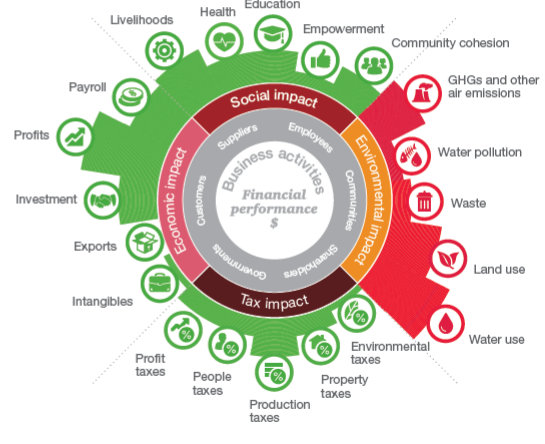 Education
Health
Livelihoods
Empowerment
Community cohesion
Payroll
GHGs and other
air emissions
Social impact
Profits
Suppliers
Employees
Water pollution
Business activities
Economic impact
Environmental impact
Customers
Communities
Investment
Financial
performance
$
Waste
Exports
Governments
Shareholders
Land use
Intangibles
Tax impact
Water use
Profit
taxes
%
People
taxes
%
Production
taxes
%
Property
taxes
%
Environmental
taxes
%